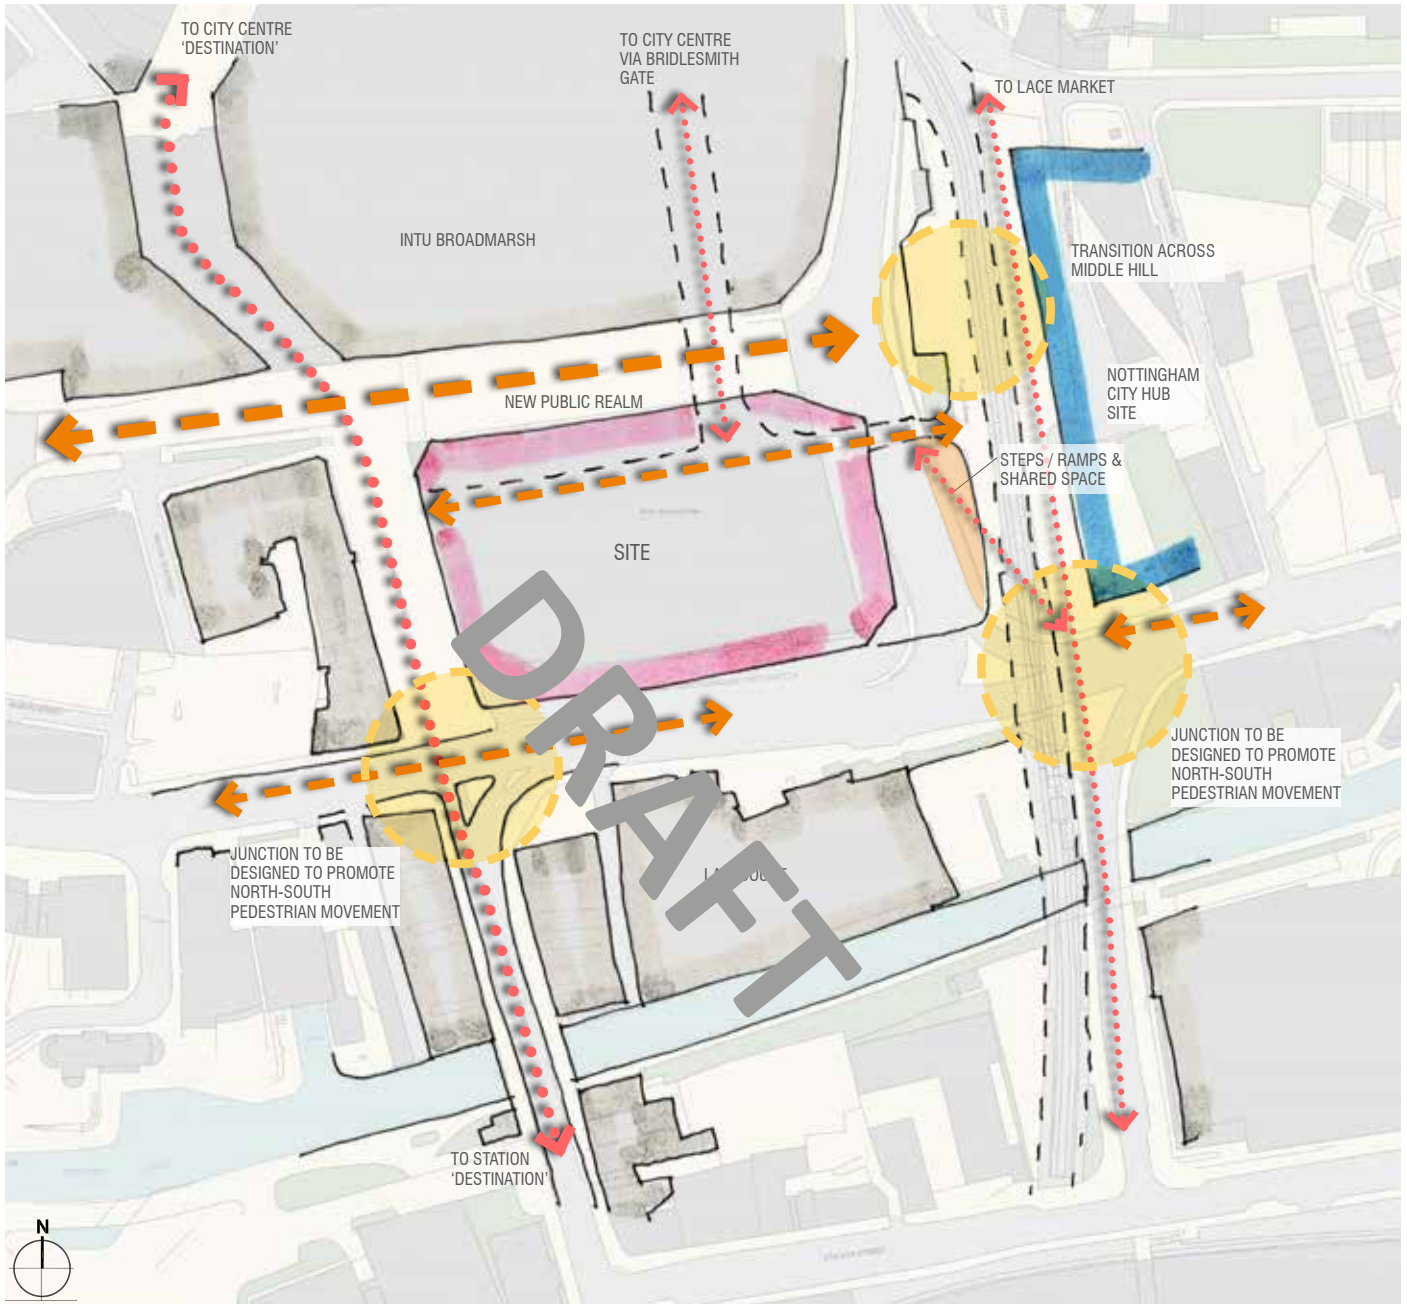 TO CITY CENTRE
‘DESTINATION’
TO CITY CENTRE
VIA BRIDLESMITH
GATE
TO LACE MARKET
INTU BROADMARSH
TRANSITION ACROSS
MIDDLE HILL
NOTTINGHAM
CITY HUB
SITE
NEW PUBLIC REALM
STEPS / RAMPS &
SHARED SPACE
SITE
DRAFT
JUNCTION TO BE
DESIGNED TO PROMOTE
NORTH-SOUTH
PEDESTRIAN MOVEMENT
JUNCTION TO BE
DESIGNED TO PROMOTE
NORTH-SOUTH
PEDESTRIAN MOVEMENT
TO STATION
‘DESTINATION’
N